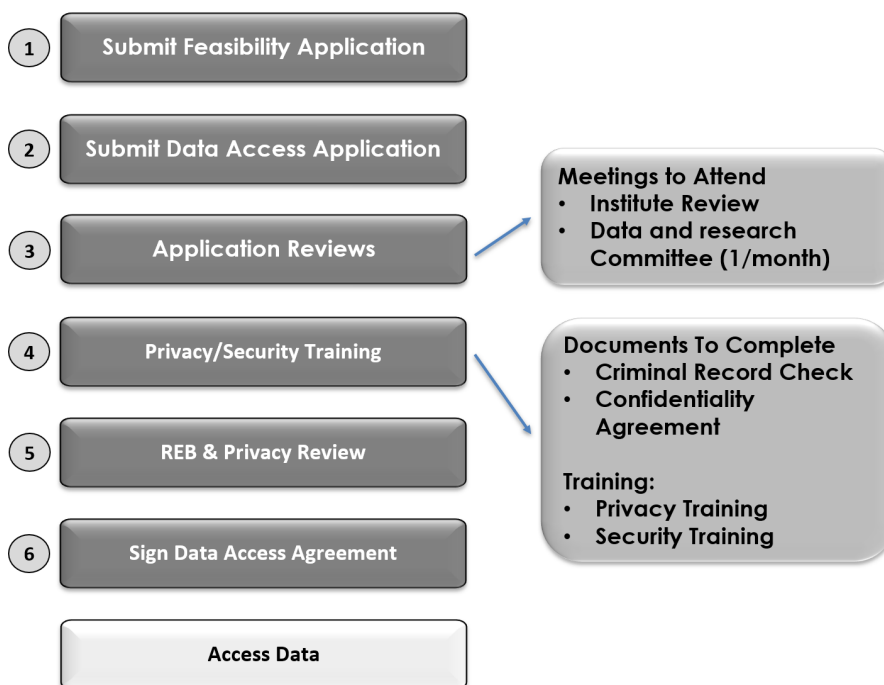 1
Submit Feasibility Application
2
Submit Data Access Application
3
Application Reviews
Meetings to Attend
• Institute Review
• Data and research
Committee (1/month)
4
Privacy/Security Training
Documents To Complete
• Criminal Record Check
• Confidentiality
Agreement
Training:
• Privacy Training
• Security Training
5
REB & Privacy Review
6
Sign Data Access Agreement
Access Data